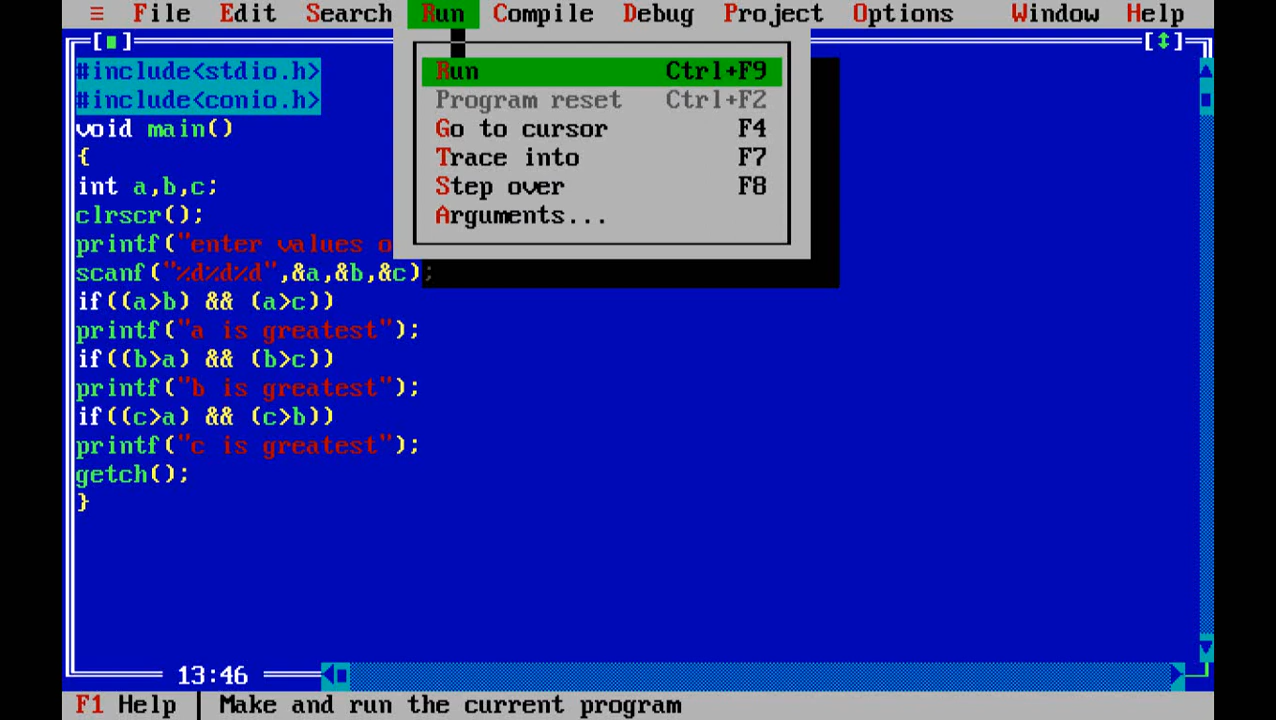 ≡ File Edit Search Run Compile Debug Project Options Window Help
[■] [↕]
Run Ctrl+F9
Program reset Ctrl+F2
Go to cursor F4
Trace into F7
Step over F8
Arguments...
#include<stdio.h>
#include<conio.h>
void main()
{
int a,b,c;
clrscr();
printf("enter values o
scanf("%d%d%d",&a,&b,&c);
if((a>b) && (a>c))
printf("a is greatest");
if((b>a) && (b>c))
printf("b is greatest");
if((c>a) && (c>b))
printf("c is greatest");
getch();
}
13:46
F1 Help | Make and run the current program